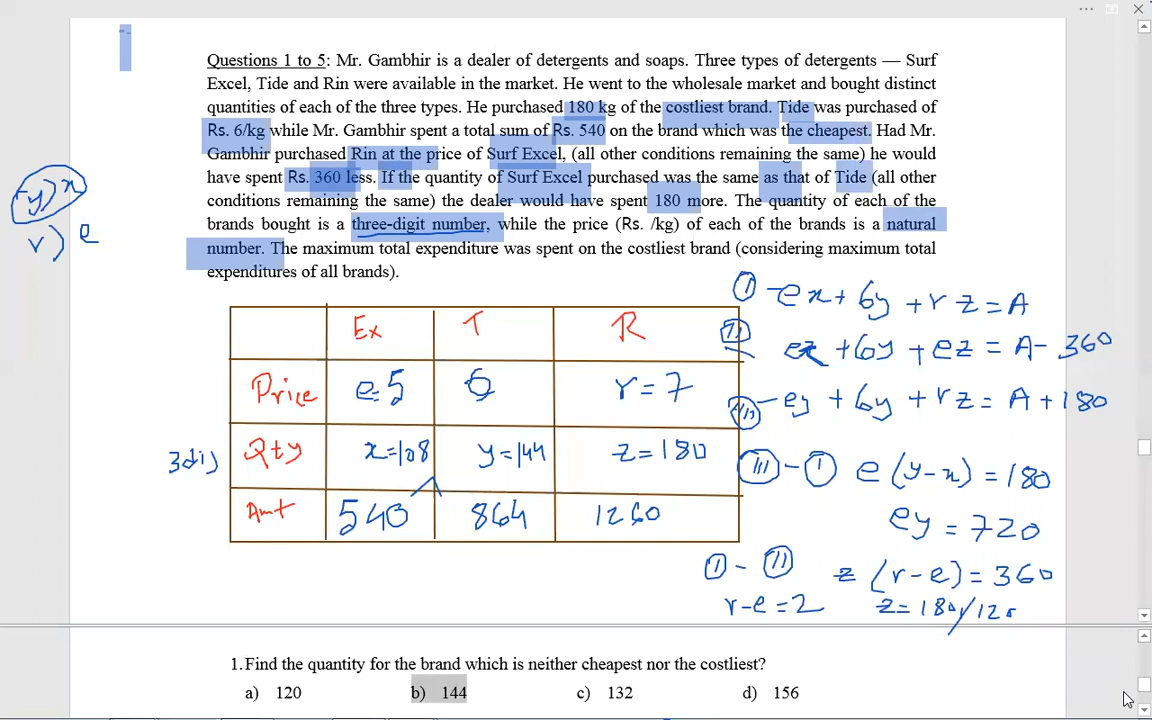 Questions 1 to 5: Mr. Gambhir is a dealer of detergents and soaps. Three types of detergents — Surf
Excel, Tide and Rin were available in the market. He went to the wholesale market and bought distinct
quantities of each of the three types. He purchased 180 kg of the costliest brand. Tide was purchased of
Rs. 6/kg while Mr. Gambhir spent a total sum of Rs. 540 on the brand which was the cheapest. Had Mr.
Gambhir purchased Rin at the price of Surf Excel, (all other conditions remaining the same) he would
have spent Rs. 360 less. If the quantity of Surf Excel purchased was the same as that of Tide (all other
conditions remaining the same) the dealer would have spent 180 more. The quantity of each of the
brands bought is a three-digit number, while the price (Rs. /kg) of each of the brands is a natural
number. The maximum total expenditure was spent on the costliest brand (considering maximum total
expenditures of all brands).
y > x
r > e
Ex T R
Price e=5 6 r = 7
3dig Qty x=108 y=144 z=180
Amt 540 864 1260
I - ex + 6y + rz = A
II ex + 6y + ez = A - 360
III - ey + 6y + rz = A + 180
III - I e (y-x) = 180
ey = 720
I - II z (r-e) = 360
r-e = 2 z = 180/120
1. Find the quantity for the brand which is neither cheapest nor the costliest?
a) 120 b) 144 c) 132 d) 156